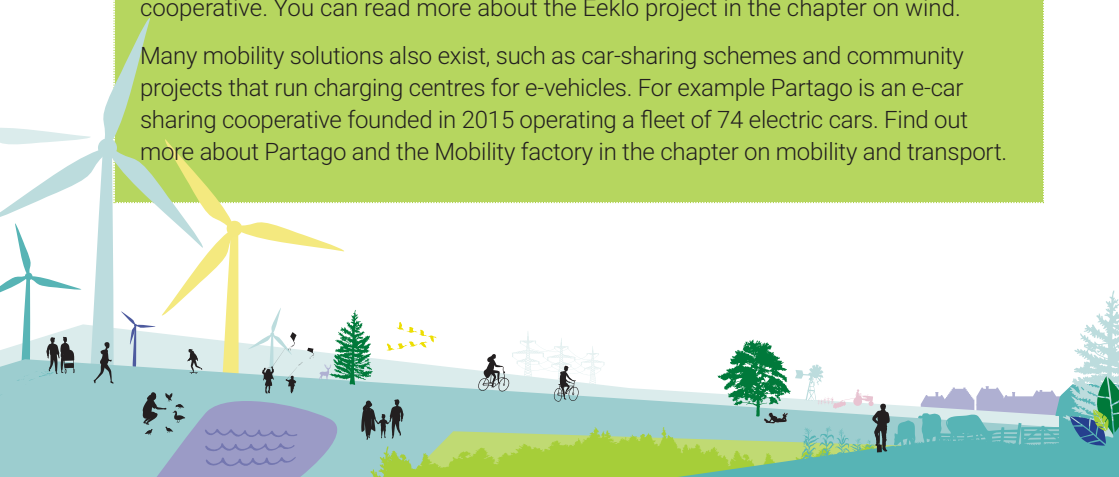 cooperative. You can read more about the Eeklo project in the chapter on wind.
Many mobility solutions also exist, such as car-sharing schemes and community
projects that run charging centres for e-vehicles. For example Partago is an e-car
sharing cooperative founded in 2015 operating a fleet of 74 electric cars. Find out
more about Partago and the Mobility factory in the chapter on mobility and transport.